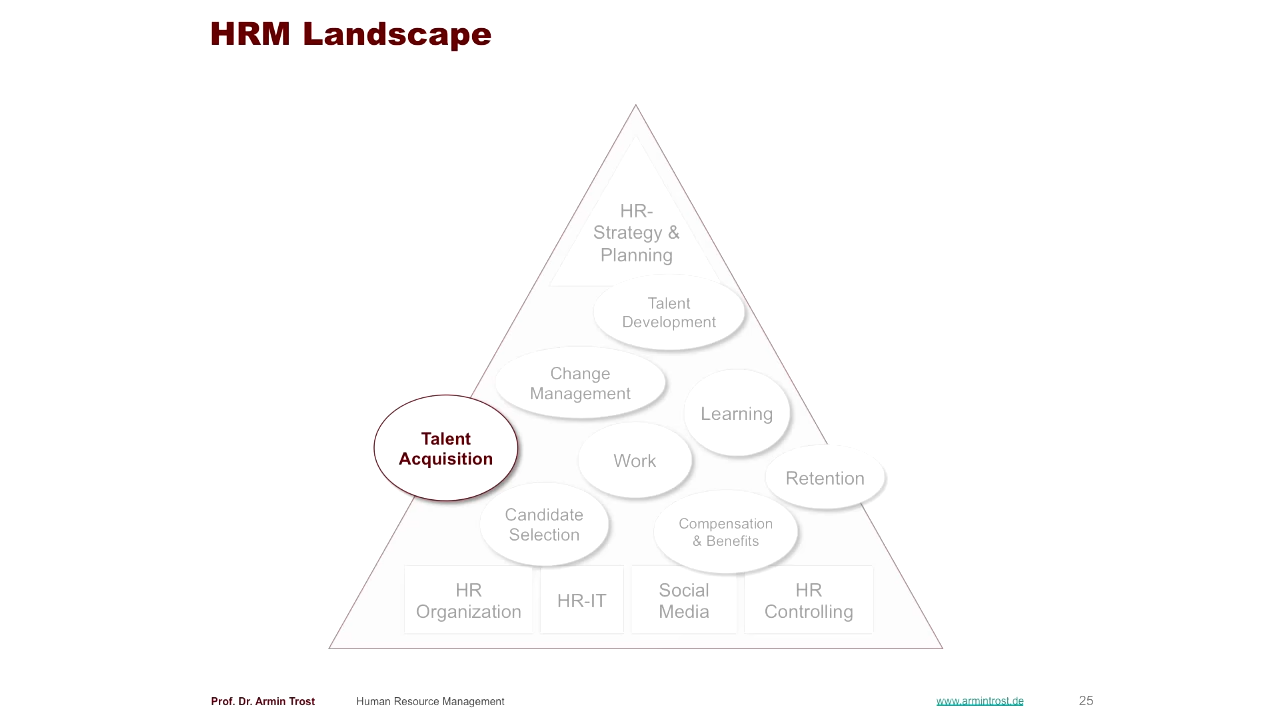 HRM Landscape
HR-
Strategy &
Planning
Talent
Development
Change
Management
Learning
Talent
Acquisition
Work
Retention
Candidate
Selection
Compensation
& Benefits
HR
Organization
HR-IT
Social
Media
HR
Controlling
Prof. Dr. Armin Trost
Human Resource Management
www.armintrost.de
25